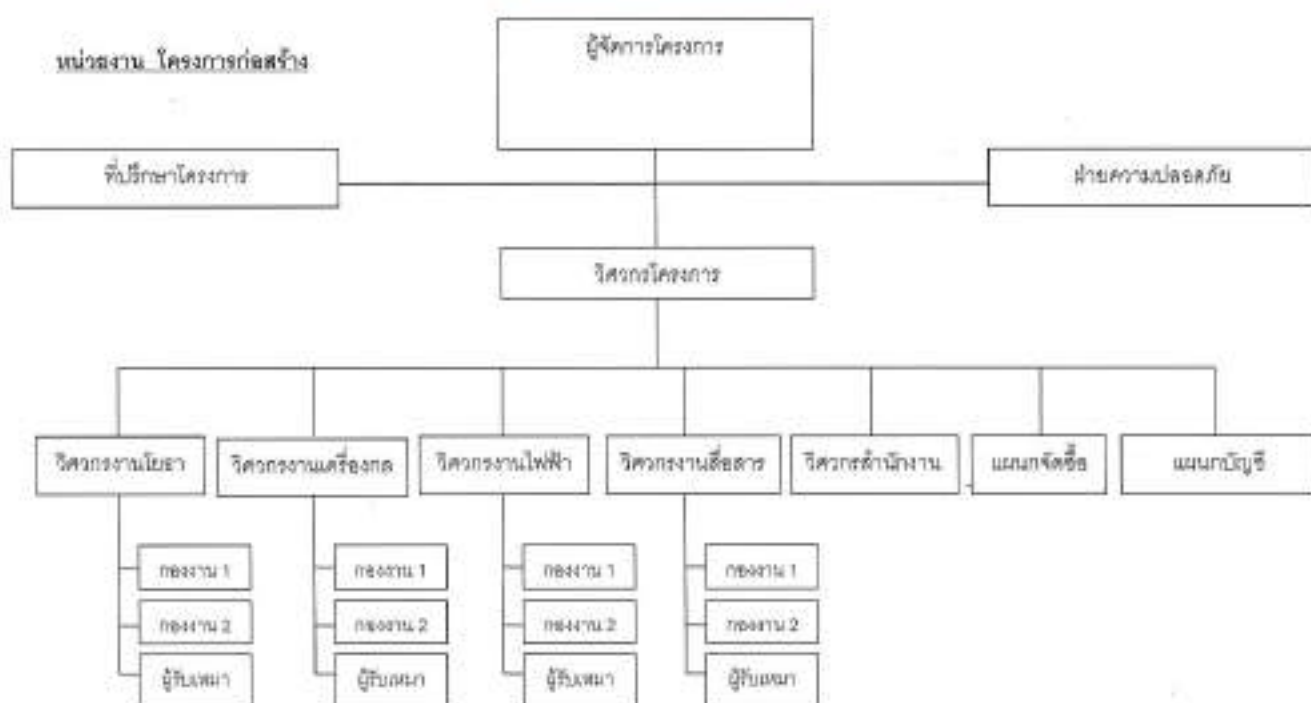 หน่วยงาน โครงการก่อสร้าง
ผู้จัดการโครงการ
ที่ปรึกษาโครงการ
ฝ่ายความปลอดภัย
วิศวกรโครงการ
วิศวกรงานโยธา
วิศวกรงานเครื่องกล
วิศวกรงานไฟฟ้า
วิศวกรงานสื่อสาร
วิศวกรสำนักงาน
แผนกจัดซื้อ
แผนกบัญชี
กองงาน 1
กองงาน 1
กองงาน 1
กองงาน 1
กองงาน 2
กองงาน 2
กองงาน 2
กองงาน 2
ผู้รับเหมา
ผู้รับเหมา
ผู้รับเหมา
ผู้รับเหมา